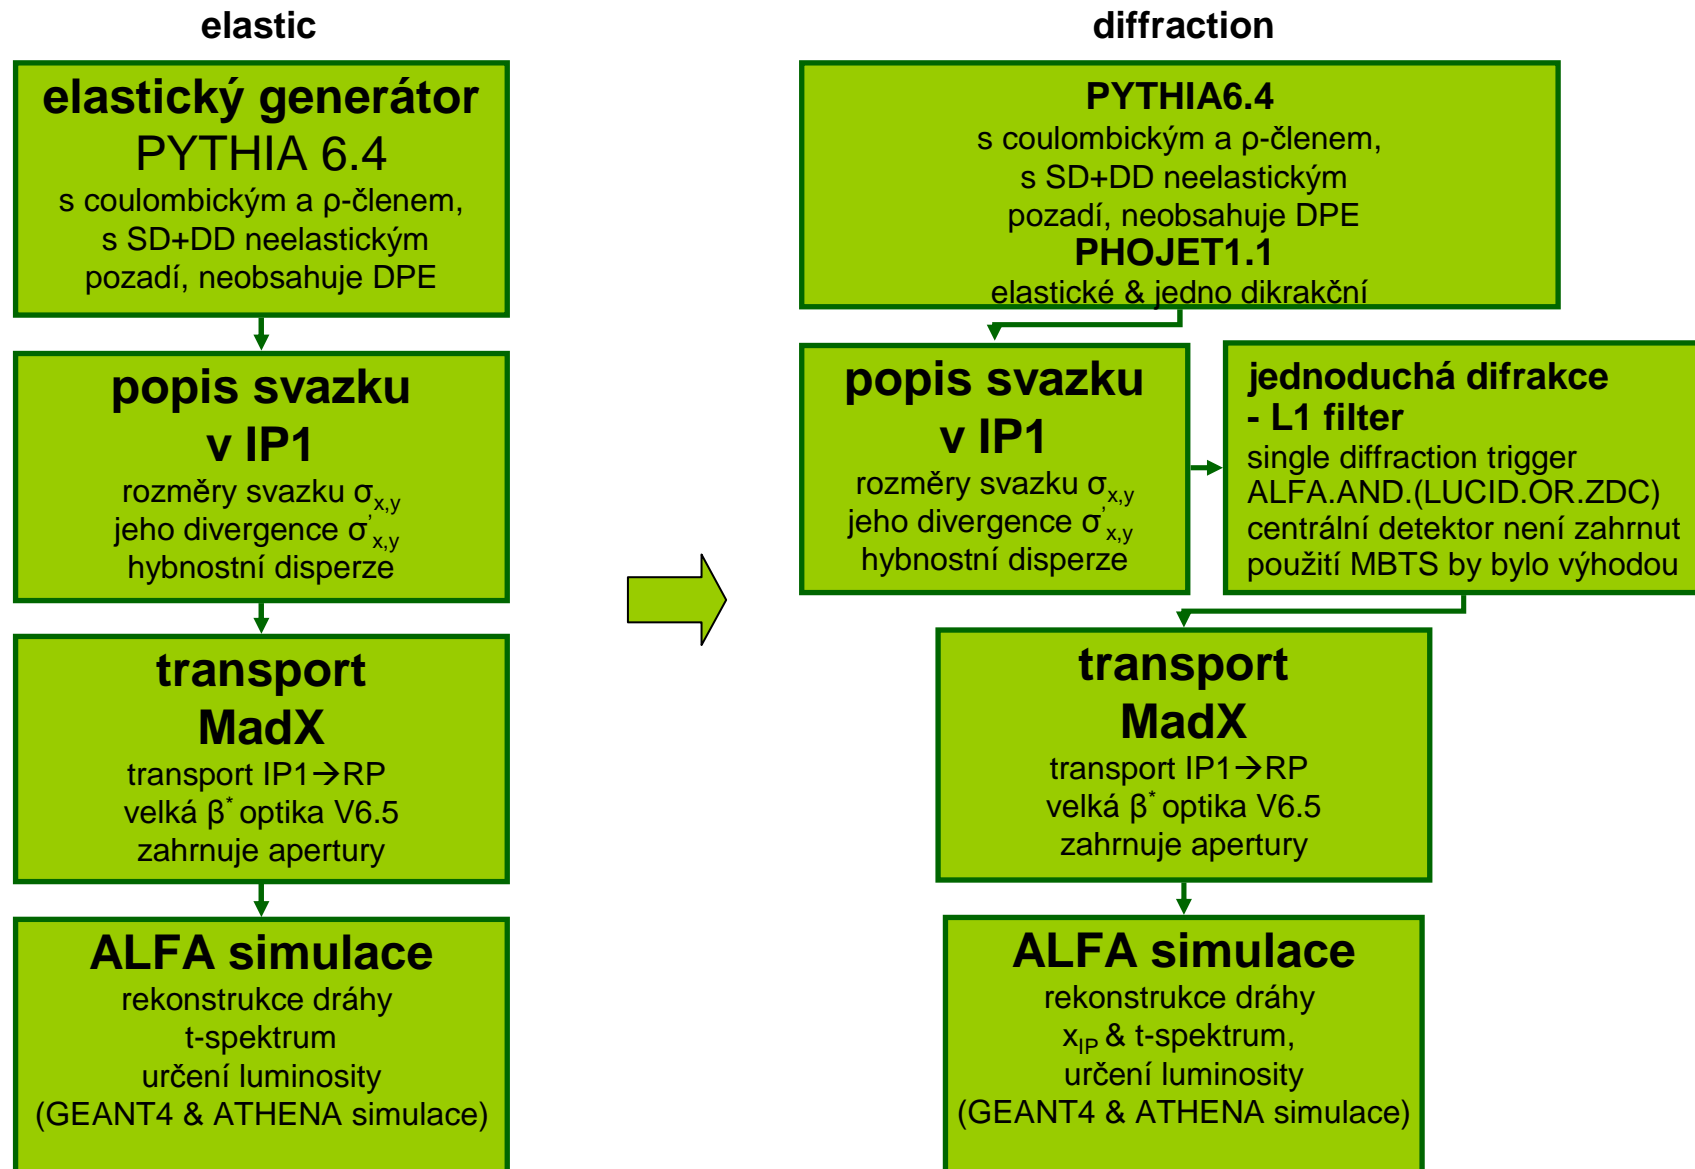 elastic
elastický generátor
PYTHIA 6.4
s coulombickým a ρ-členem,
s SD+DD neelastickým
pozadí, neobsahuje DPE
popis svazku
v IP1
rozměry svazku σx,y
jeho divergence σ'x,y
hybnostní disperze
transport
MadX
transport IP1→RP
velká β* optika V6.5
zahrnuje apertury
ALFA simulace
rekonstrukce dráhy
t-spektrum
určení luminosity
(GEANT4 & ATHENA simulace)
diffraction
PYTHIA6.4
s coulombickým a ρ-členem,
s SD+DD neelastickým
pozadí, neobsahuje DPE
PHOJET1.1
elastické & jedno dikrakční
popis svazku
v IP1
rozměry svazku σx,y
jeho divergence σ'x,y
hybnostní disperze
jednoduchá difrakce
- L1 filter
single diffraction trigger
ALFA.AND.(LUCID.OR.ZDC)
centrální detektor není zahrnut
použití MBTS by bylo výhodou
transport
MadX
transport IP1→RP
velká β* optika V6.5
zahrnuje apertury
ALFA simulace
rekonstrukce dráhy
xIP & t-spektrum,
určení luminosity
(GEANT4 & ATHENA simulace)